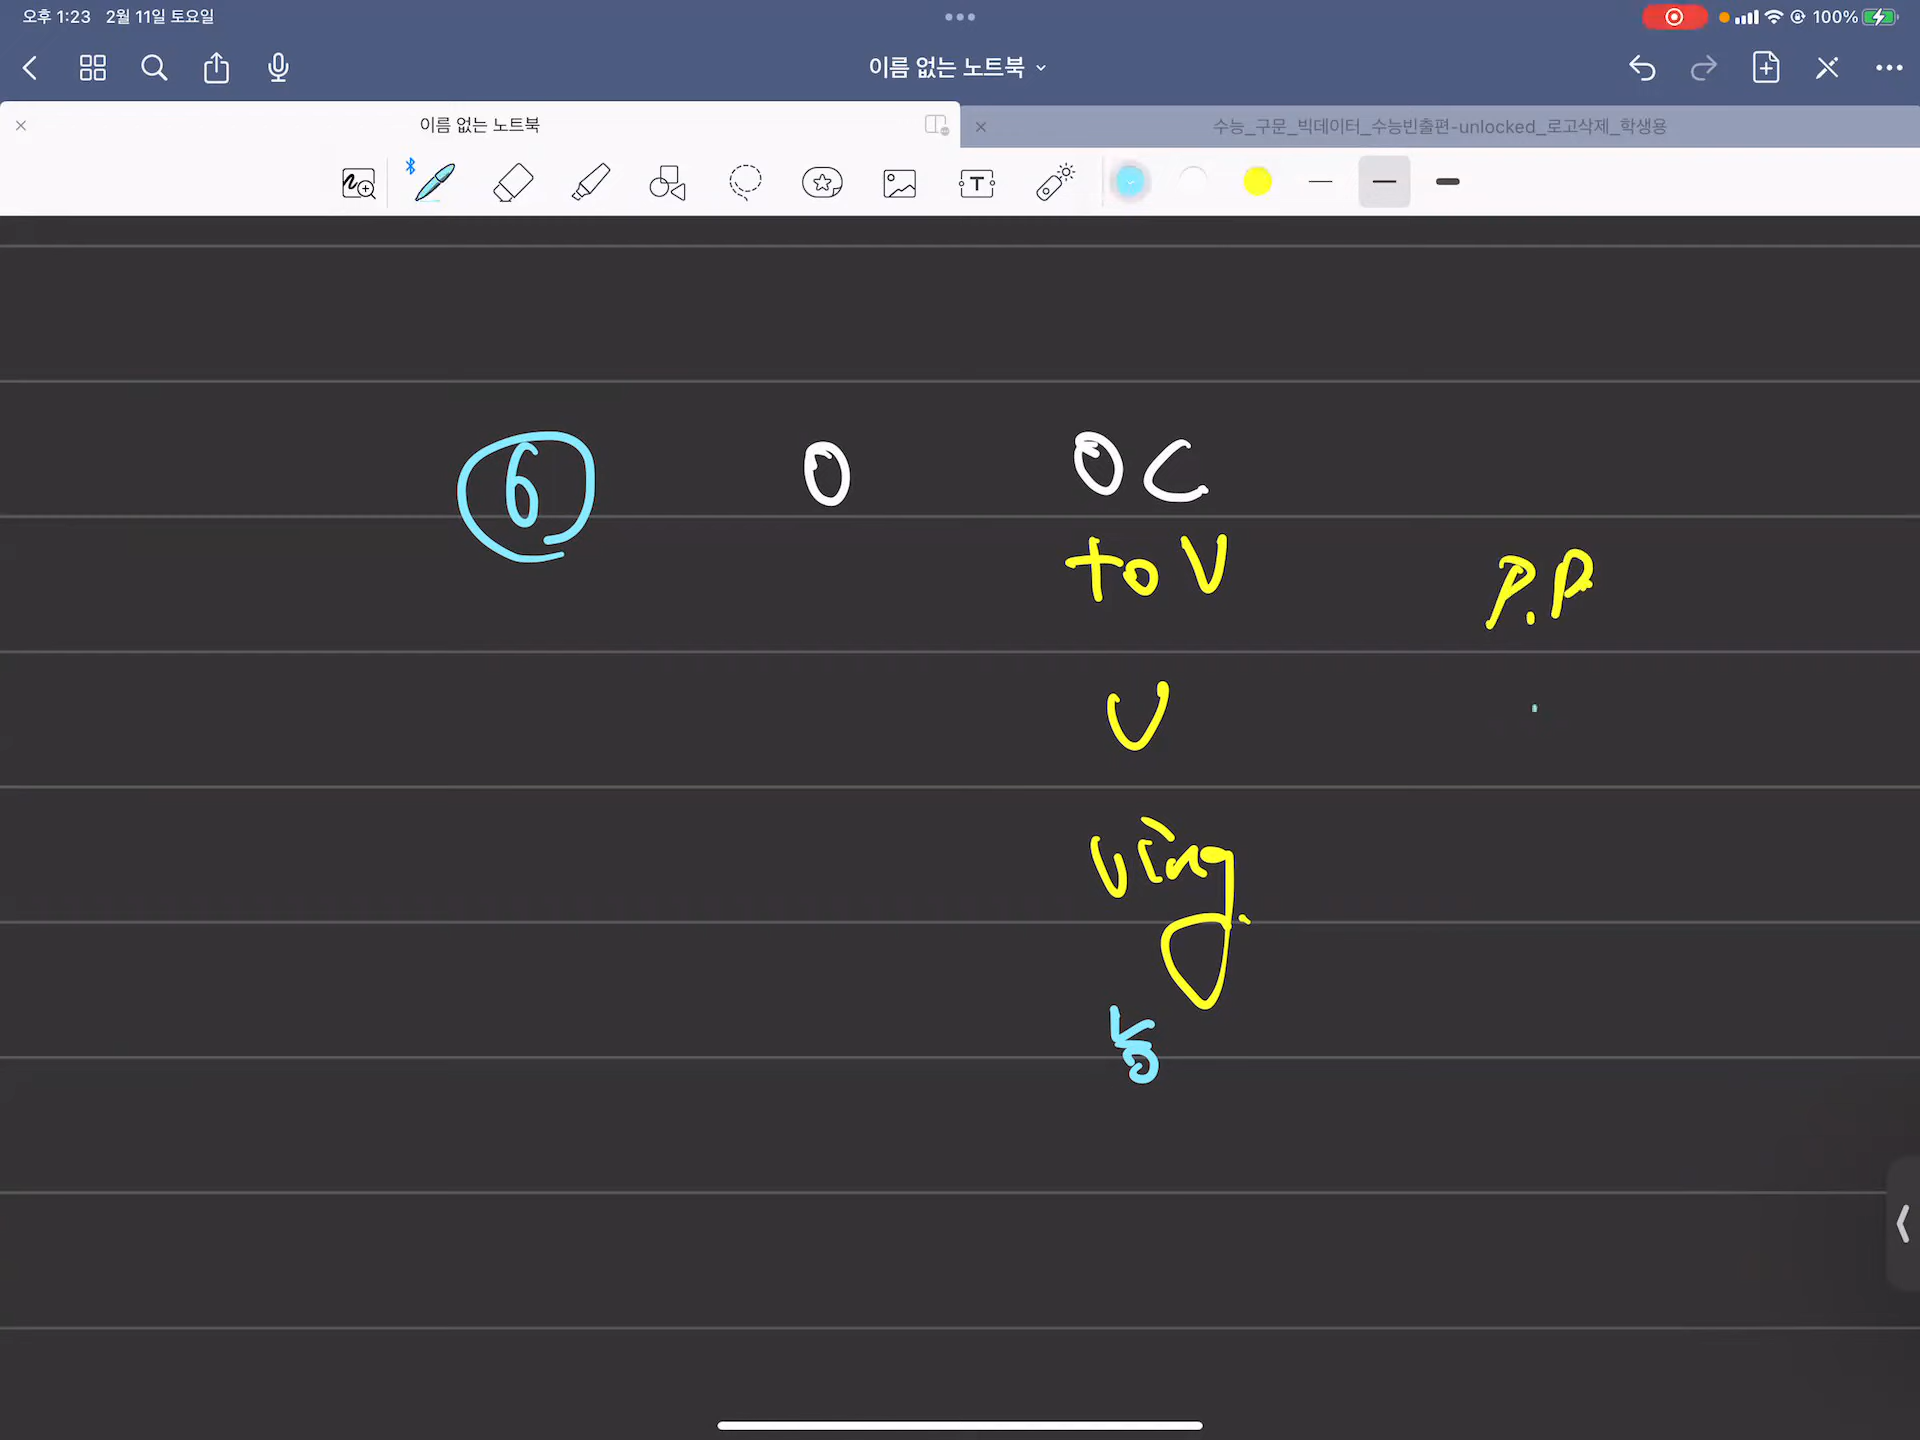 오후 1:23 2월 11일 토요일
100%
이름 없는 노트북
이름 없는 노트북
수능_구문_빅데이터_수능빈출편-unlocked_로고삭제_학생용
T
6 O OC
to V P.P
V
Ving
능